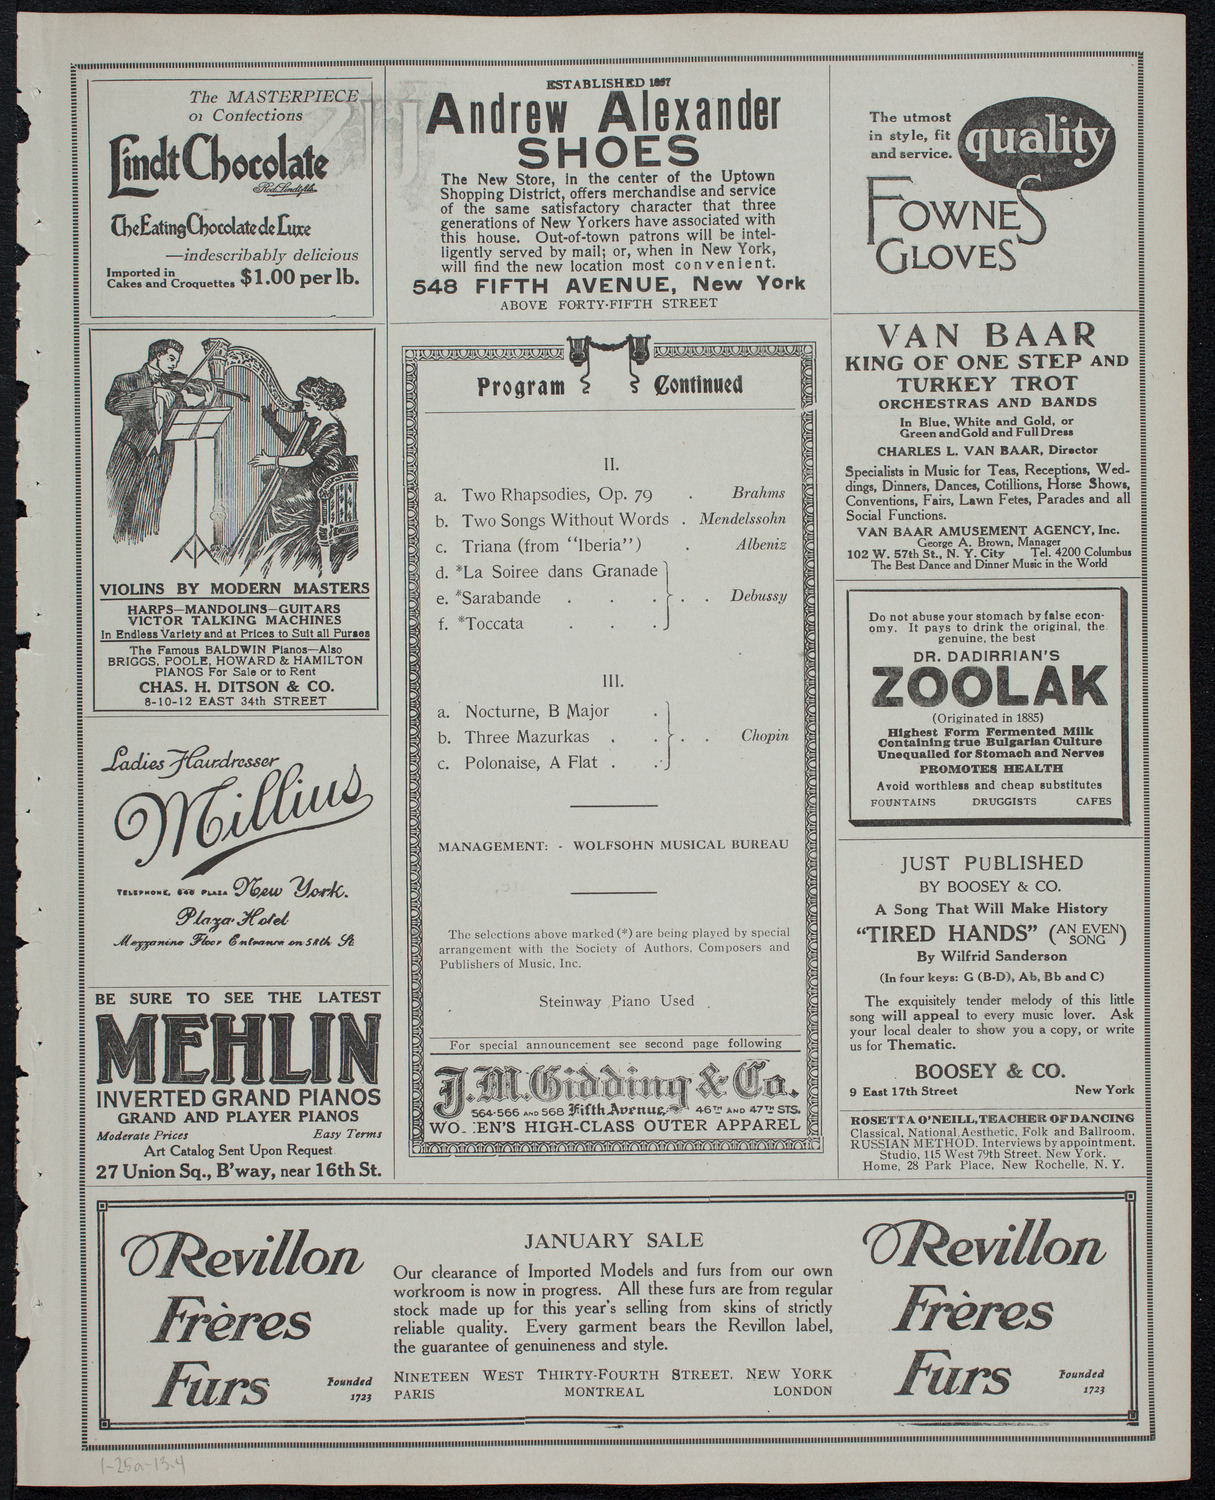 The MASTERPIECE
of Confections
Lindt Chocolate
Rod. Lindt fils.
The Eating Chocolate de Luxe
—indescribably delicious
Imported in
Cakes and Croquettes $1.00 per lb.
ESTABLISHED 1857
Andrew Alexander
SHOES
The New Store, in the center of the Uptown
Shopping District, offers merchandise and service
of the same satisfactory character that three
generations of New Yorkers have associated with
this house. Out-of-town patrons will be intel-
ligently served by mail; or, when in New York,
will find the new location most convenient.
548 FIFTH AVENUE, New York
ABOVE FORTY-FIFTH STREET
The utmost
in style, fit
and service.
quality
FOWNES
GLOVES
VIOLINS BY MODERN MASTERS
HARPS—MANDOLINS—GUITARS
VICTOR TALKING MACHINES
In Endless Variety and at Prices to Suit all Purses
The Famous BALDWIN Pianos—Also
BRIGGS, POOLE, HOWARD & HAMILTON
PIANOS For Sale or to Rent
CHAS. H. DITSON & CO.
8-10-12 EAST 34th STREET
Ladies Hairdresser
Millius
TELEPHONE, 640 PLAZA New York.
Plaza Hotel
Mezzanine Floor Entrance on 58th St
BE SURE TO SEE THE LATEST
MEHLIN
INVERTED GRAND PIANOS
GRAND AND PLAYER PIANOS
Moderate Prices Easy Terms
Art Catalog Sent Upon Request
27 Union Sq., B'way, near 16th St.
Program Continued
II.
a. Two Rhapsodies, Op. 79 . Brahms
b. Two Songs Without Words . Mendelssohn
c. Triana (from "Iberia") . Albeniz
d. *La Soiree dans Granade
e. *Sarabande . . . . . Debussy
f. *Toccata . . .
III.
a. Nocturne, B Major .
b. Three Mazurkas . . . . Chopin
c. Polonaise, A Flat . .
MANAGEMENT: - WOLFSOHN MUSICAL BUREAU
The selections above marked (*) are being played by special
arrangement with the Society of Authors, Composers and
Publishers of Music, Inc.
Steinway Piano Used
For special announcement see second page following
J. M. Gidding & Co.
564-566 AND 568 Fifth Avenue, 46TH AND 47TH STS.
WO EN'S HIGH-CLASS OUTER APPAREL
VAN BAAR
KING OF ONE STEP AND
TURKEY TROT
ORCHESTRAS AND BANDS
In Blue, White and Gold, or
Green and Gold and Full Dress
CHARLES L. VAN BAAR, Director
Specialists in Music for Teas, Receptions, Wed-
dings, Dinners, Dances, Cotillions, Horse Shows,
Conventions, Fairs, Lawn Fetes, Parades and all
Social Functions.
VAN BAAR AMUSEMENT AGENCY, Inc.
George A. Brown, Manager
102 W. 57th St., N. Y. City Tel. 4200 Columbus
The Best Dance and Dinner Music in the World
Do not abuse your stomach by false econ-
omy. It pays to drink the original, the
genuine, the best
DR. DADIRRIAN'S
ZOOLAK
(Originated in 1885)
Highest Form Fermented Milk
Containing true Bulgarian Culture
Unequalled for Stomach and Nerves
PROMOTES HEALTH
Avoid worthless and cheap substitutes
FOUNTAINS DRUGGISTS CAFES
JUST PUBLISHED
BY BOOSEY & CO.
A Song That Will Make History
"TIRED HANDS" (AN EVEN SONG)
By Wilfrid Sanderson
(In four keys: G (B-D), Ab, Bb and C)
The exquisitely tender melody of this little
song will appeal to every music lover. Ask
your local dealer to show you a copy, or write
us for Thematic.
BOOSEY & CO.
9 East 17th Street New York
ROSETTA O'NEILL, TEACHER OF DANCING
Classical, National, Aesthetic, Folk and Ballroom.
RUSSIAN METHOD. Interviews by appointment.
Studio, 115 West 79th Street, New York.
Home, 28 Park Place, New Rochelle, N. Y.
Revillon
Frères
Furs
Founded
1723
JANUARY SALE
Our clearance of Imported Models and furs from our own
workroom is now in progress. All these furs are from regular
stock made up for this year's selling from skins of strictly
reliable quality. Every garment bears the Revillon label,
the guarantee of genuineness and style.
NINETEEN WEST THIRTY-FOURTH STREET, NEW YORK
PARIS MONTREAL LONDON
Revillon
Frères
Furs
Founded
1723
1-25a-13.4